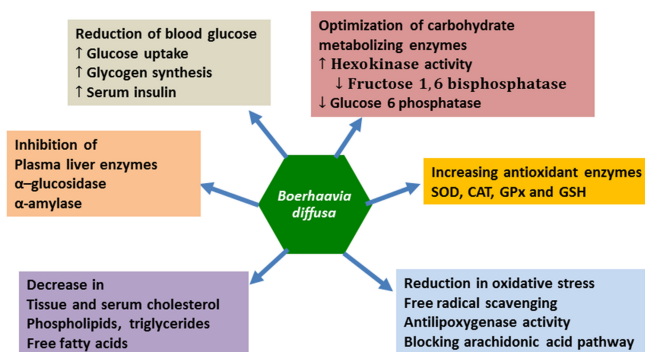 Reduction of blood glucose
↑ Glucose uptake
↑ Glycogen synthesis
↑ Serum insulin
Optimization of carbohydrate
metabolizing enzymes
↑ Hexokinase activity
↓ Fructose 1, 6 bisphosphatase
↓ Glucose 6 phosphatase
Inhibition of
Plasma liver enzymes
α–glucosidase
α-amylase
Boerhaavia
diffusa
Increasing antioxidant enzymes
SOD, CAT, GPx and GSH
Decrease in
Tissue and serum cholesterol
Phospholipids, triglycerides
Free fatty acids
Reduction in oxidative stress
Free radical scavenging
Antilipoxygenase activity
Blocking arachidonic acid pathway